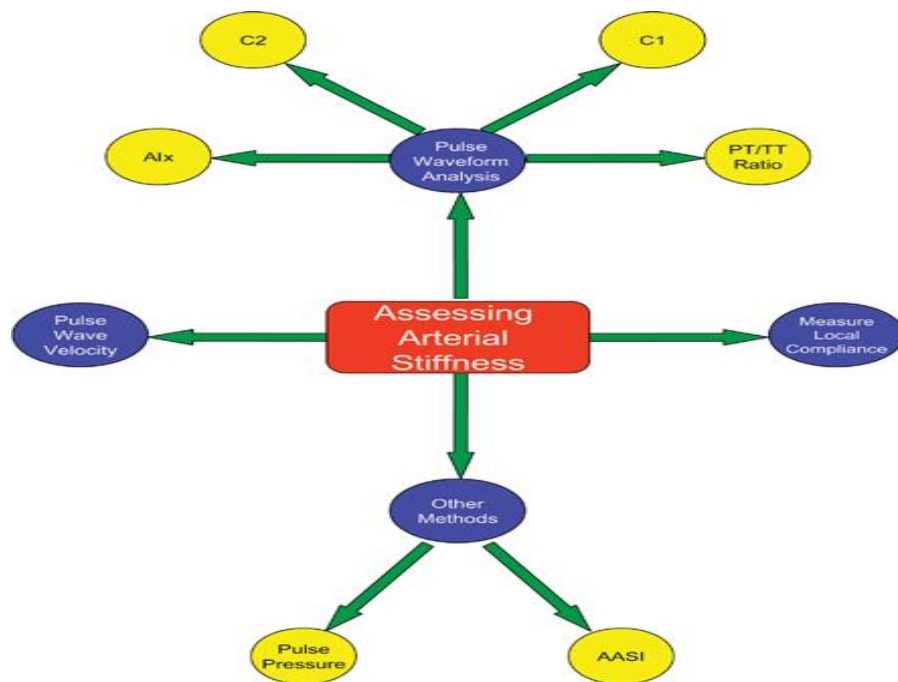 C2
C1
Pulse
Waveform
Analysis
AIx
PT/TT
Ratio
Assessing
Arterial
Stiffness
Pulse
Wave
Velocity
Measure
Local
Compliance
Other
Methods
Pulse
Pressure
AASI